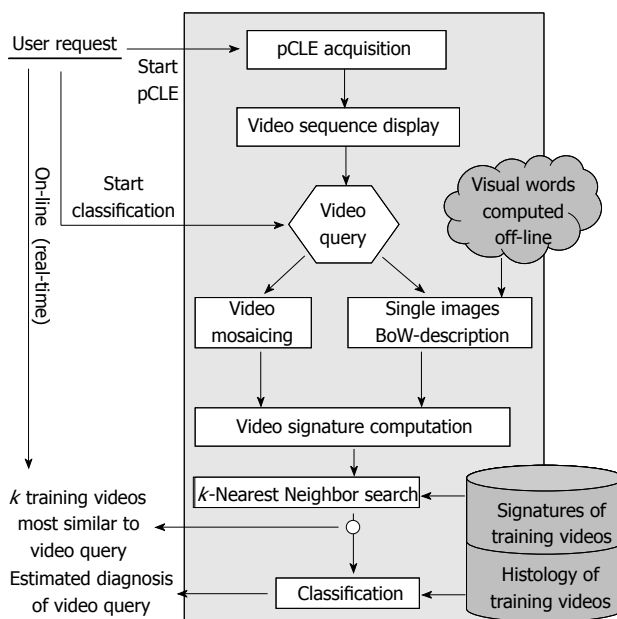 User request
Start
pCLE
pCLE acquisition
Video sequence display
On-line (real-time)
Start
classification
Video
query
Visual words
computed
off-line
Video
mosaicing
Single images
BoW-description
Video signature computation
k-Nearest Neighbor search
k training videos
most similar to
video query
Signatures of
training videos
Estimated diagnosis
of video query
Classification
Histology of
training videos